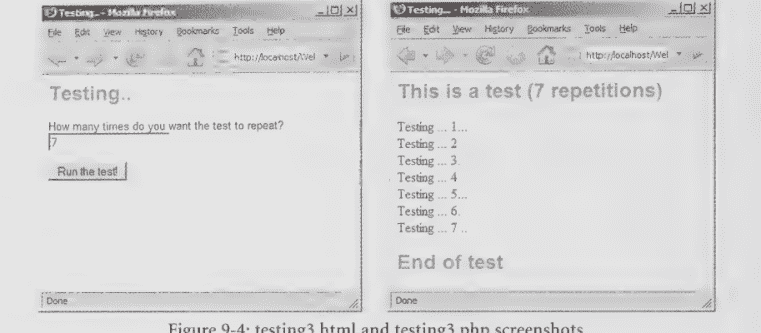 Testing... - Mozilla Firefox
File Edit View History Bookmarks Tools Help
http://localhost/Wel
Testing..
How many times do you want the test to repeat?
7
Run the test!
Done
Testing... - Mozilla Firefox
File Edit View History Bookmarks Tools Help
http://localhost/Wel
This is a test (7 repetitions)
Testing ... 1...
Testing ... 2
Testing ... 3.
Testing ... 4
Testing ... 5...
Testing ... 6.
Testing ... 7 ..
End of test
Done
Figure 9-4: testing3.html and testing3.php screenshots